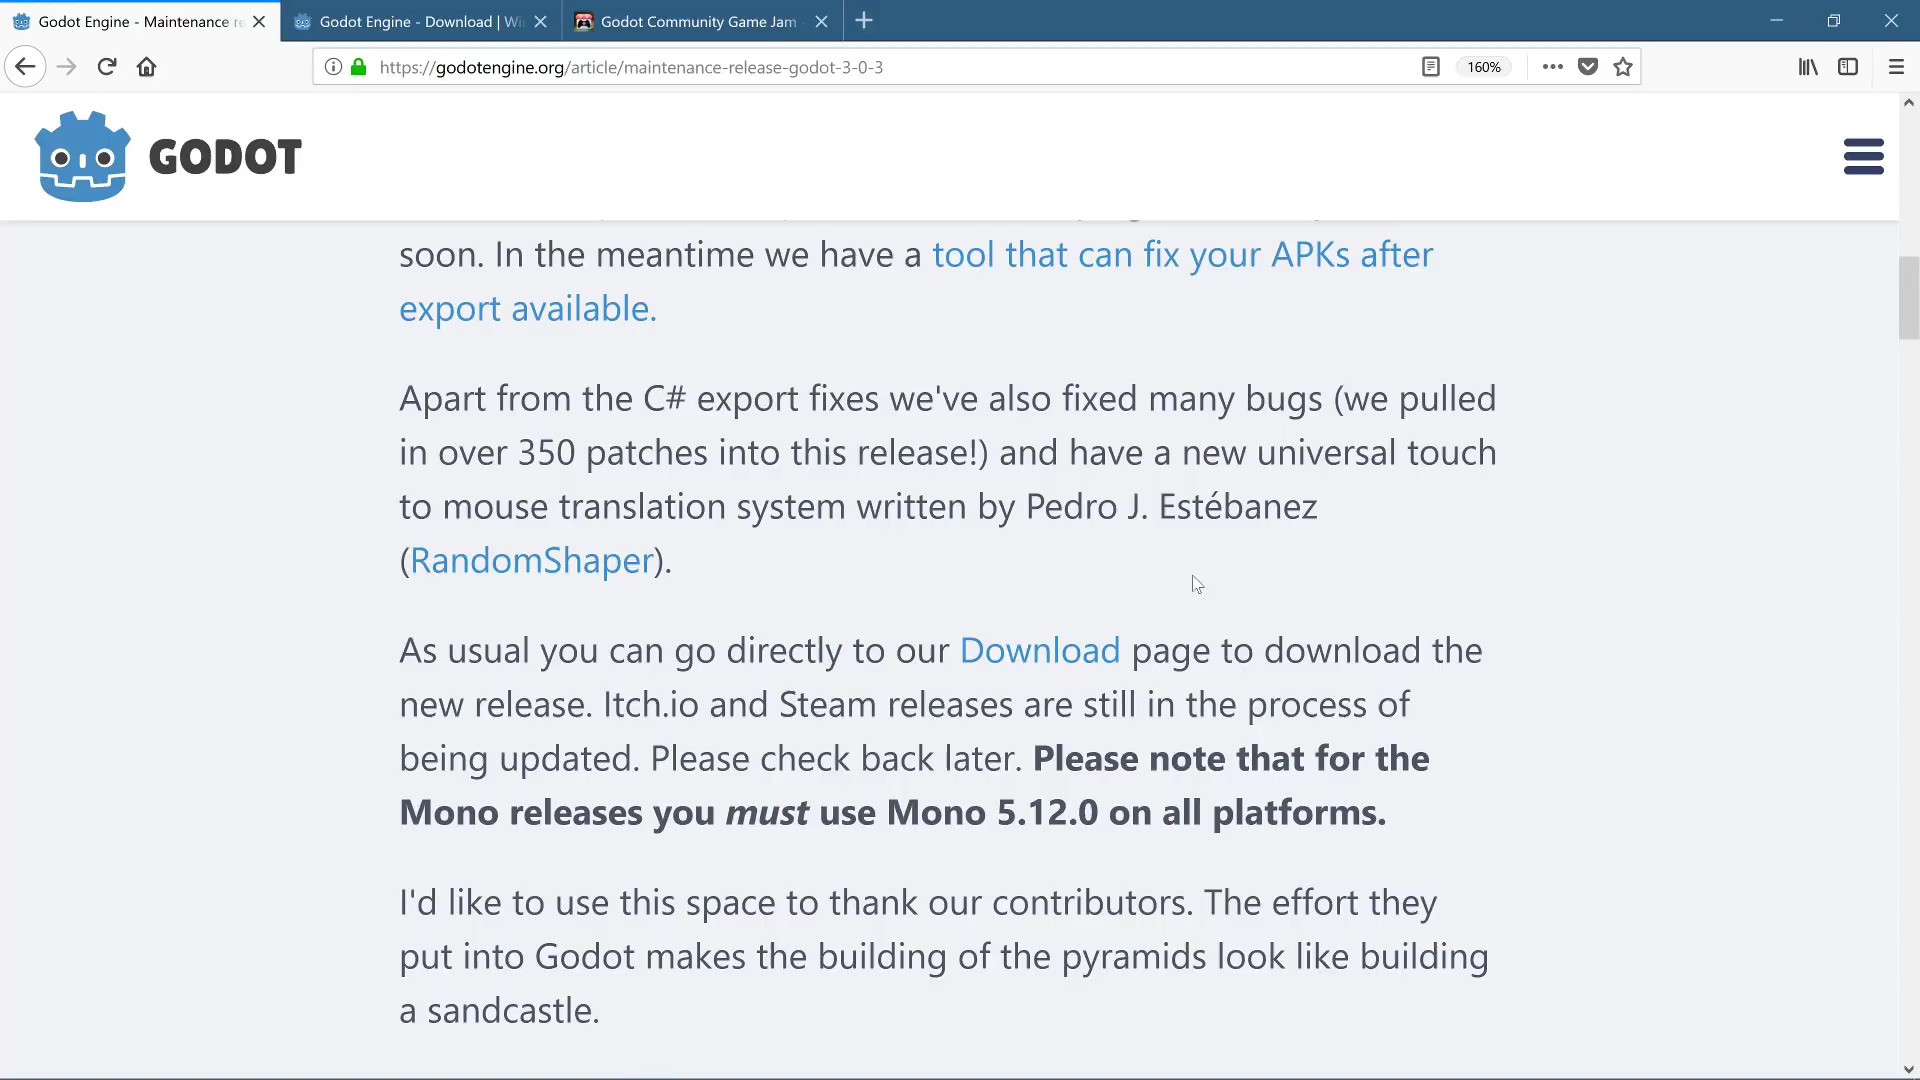 Godot Engine - Maintenance re
Godot Engine - Download | Wi
Godot Community Game Jam
https://godotengine.org/article/maintenance-release-godot-3-0-3
160%
GODOT
soon. In the meantime we have a tool that can fix your APKs after
export available.
Apart from the C# export fixes we've also fixed many bugs (we pulled
in over 350 patches into this release!) and have a new universal touch
to mouse translation system written by Pedro J. Estébanez
(RandomShaper).
As usual you can go directly to our Download page to download the
new release. Itch.io and Steam releases are still in the process of
being updated. Please check back later. Please note that for the
Mono releases you must use Mono 5.12.0 on all platforms.
I'd like to use this space to thank our contributors. The effort they
put into Godot makes the building of the pyramids look like building
a sandcastle.